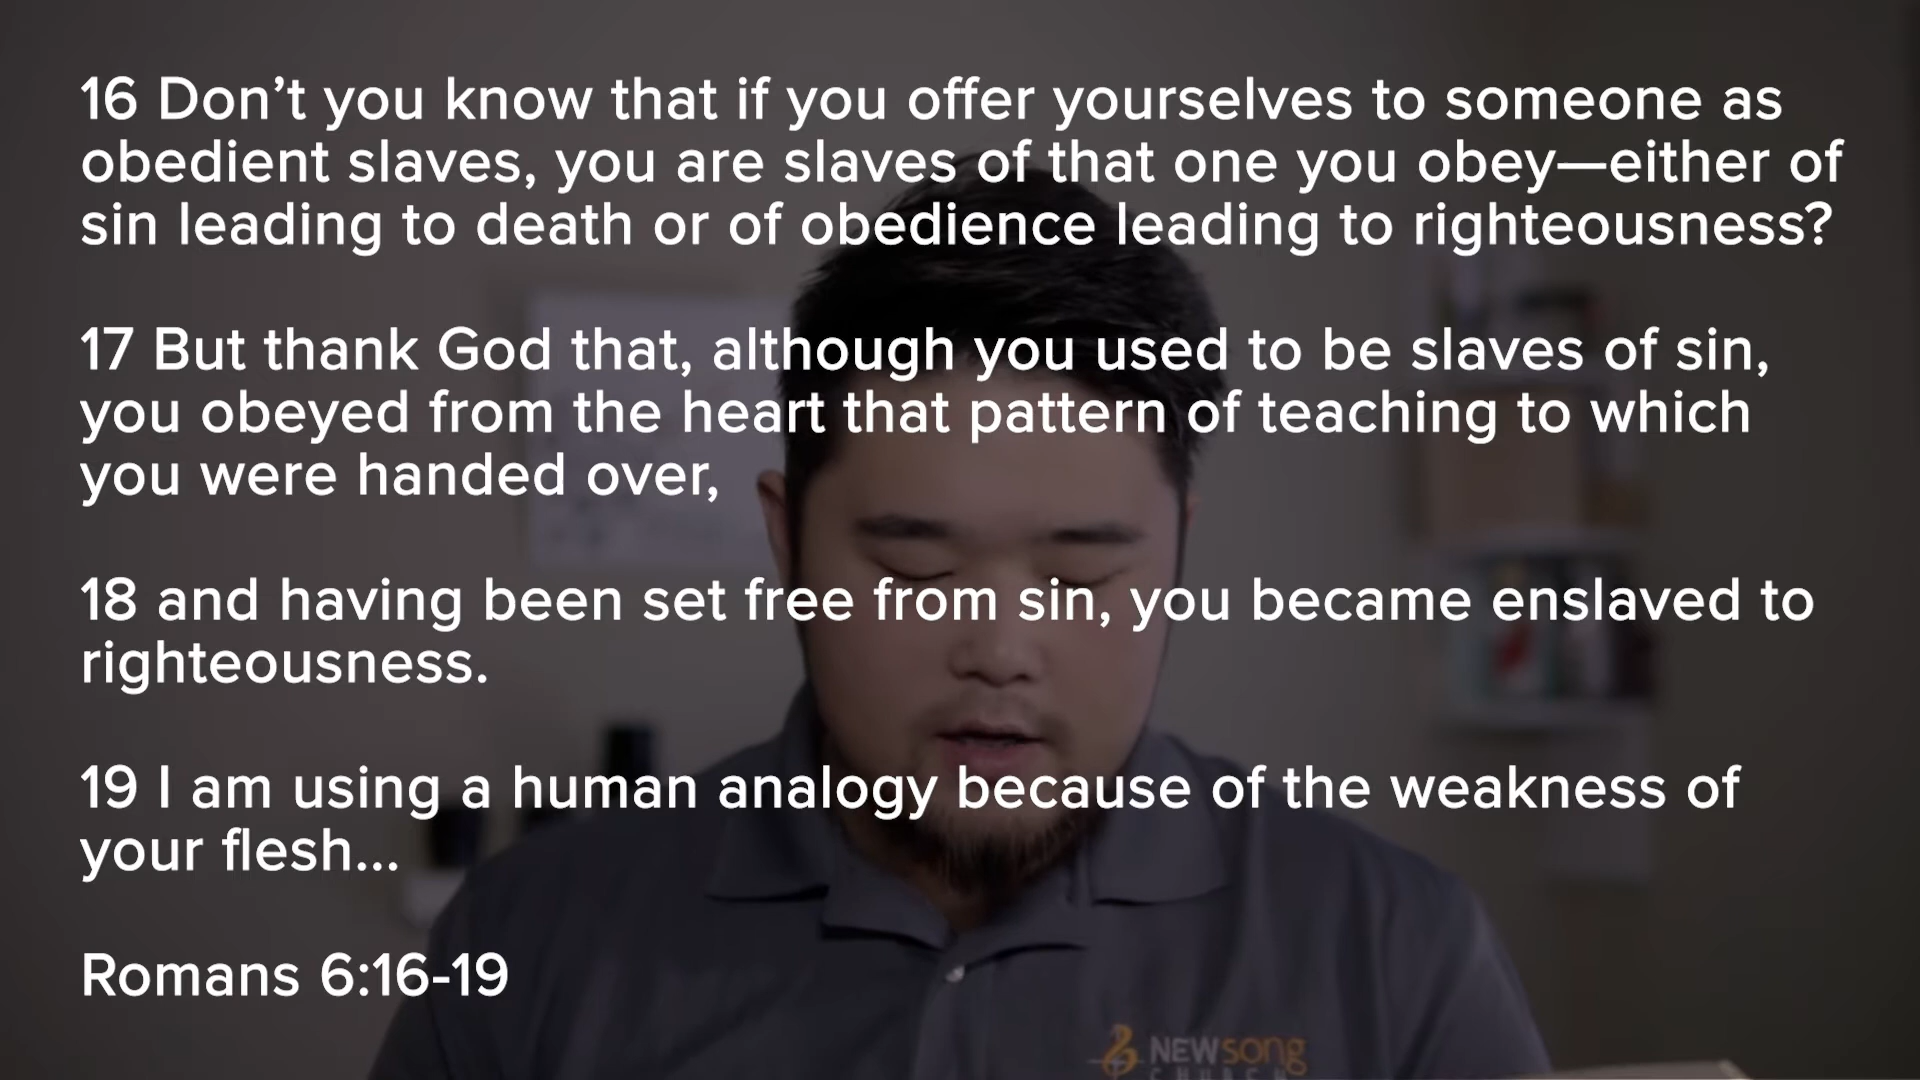 16 Don’t you know that if you offer yourselves to someone as
obedient slaves, you are slaves of that one you obey—either of
sin leading to death or of obedience leading to righteousness?
17 But thank God that, although you used to be slaves of sin,
you obeyed from the heart that pattern of teaching to which
you were handed over,
18 and having been set free from sin, you became enslaved to
righteousness.
19 I am using a human analogy because of the weakness of
your flesh...
Romans 6:16-19
NEWsong
CHURCH